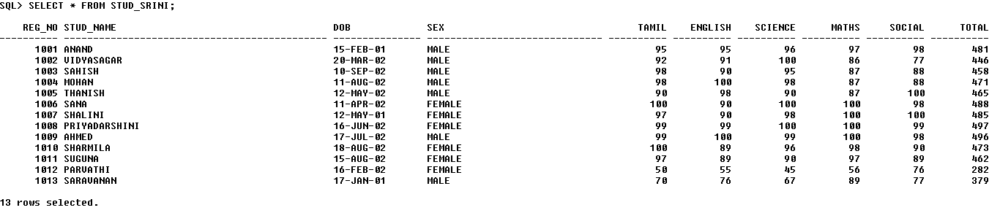 SQL> SELECT * FROM STUD_SRINI;
REG_NO STUD_NAME DOB SEX TAMIL ENGLISH SCIENCE MATHS SOCIAL TOTAL
1001 ANAND 15-FEB-01 MALE 95 95 96 97 98 481
1002 VIDYASAGAR 20-MAR-02 MALE 92 91 100 86 77 446
1003 SAHISH 10-SEP-02 MALE 98 90 95 87 88 458
1004 MOHAN 11-AUG-02 MALE 98 100 98 87 88 471
1005 THANISH 12-MAY-02 MALE 90 98 90 87 100 465
1006 SANA 11-APR-02 FEMALE 100 90 100 100 98 488
1007 SHALINI 12-MAY-01 FEMALE 97 90 98 100 100 485
1008 PRIYADARSHINI 16-JUN-02 FEMALE 99 99 100 100 99 497
1009 AHMED 17-JUL-02 MALE 99 100 99 100 98 496
1010 SHARMILA 18-AUG-02 FEMALE 100 89 96 98 90 473
1011 SUGUNA 15-AUG-02 FEMALE 97 89 90 97 89 462
1012 PARVATHI 16-FEB-02 FEMALE 50 55 45 56 76 282
1013 SARAVANAN 17-JAN-01 MALE 70 76 67 89 77 379
13 rows selected.